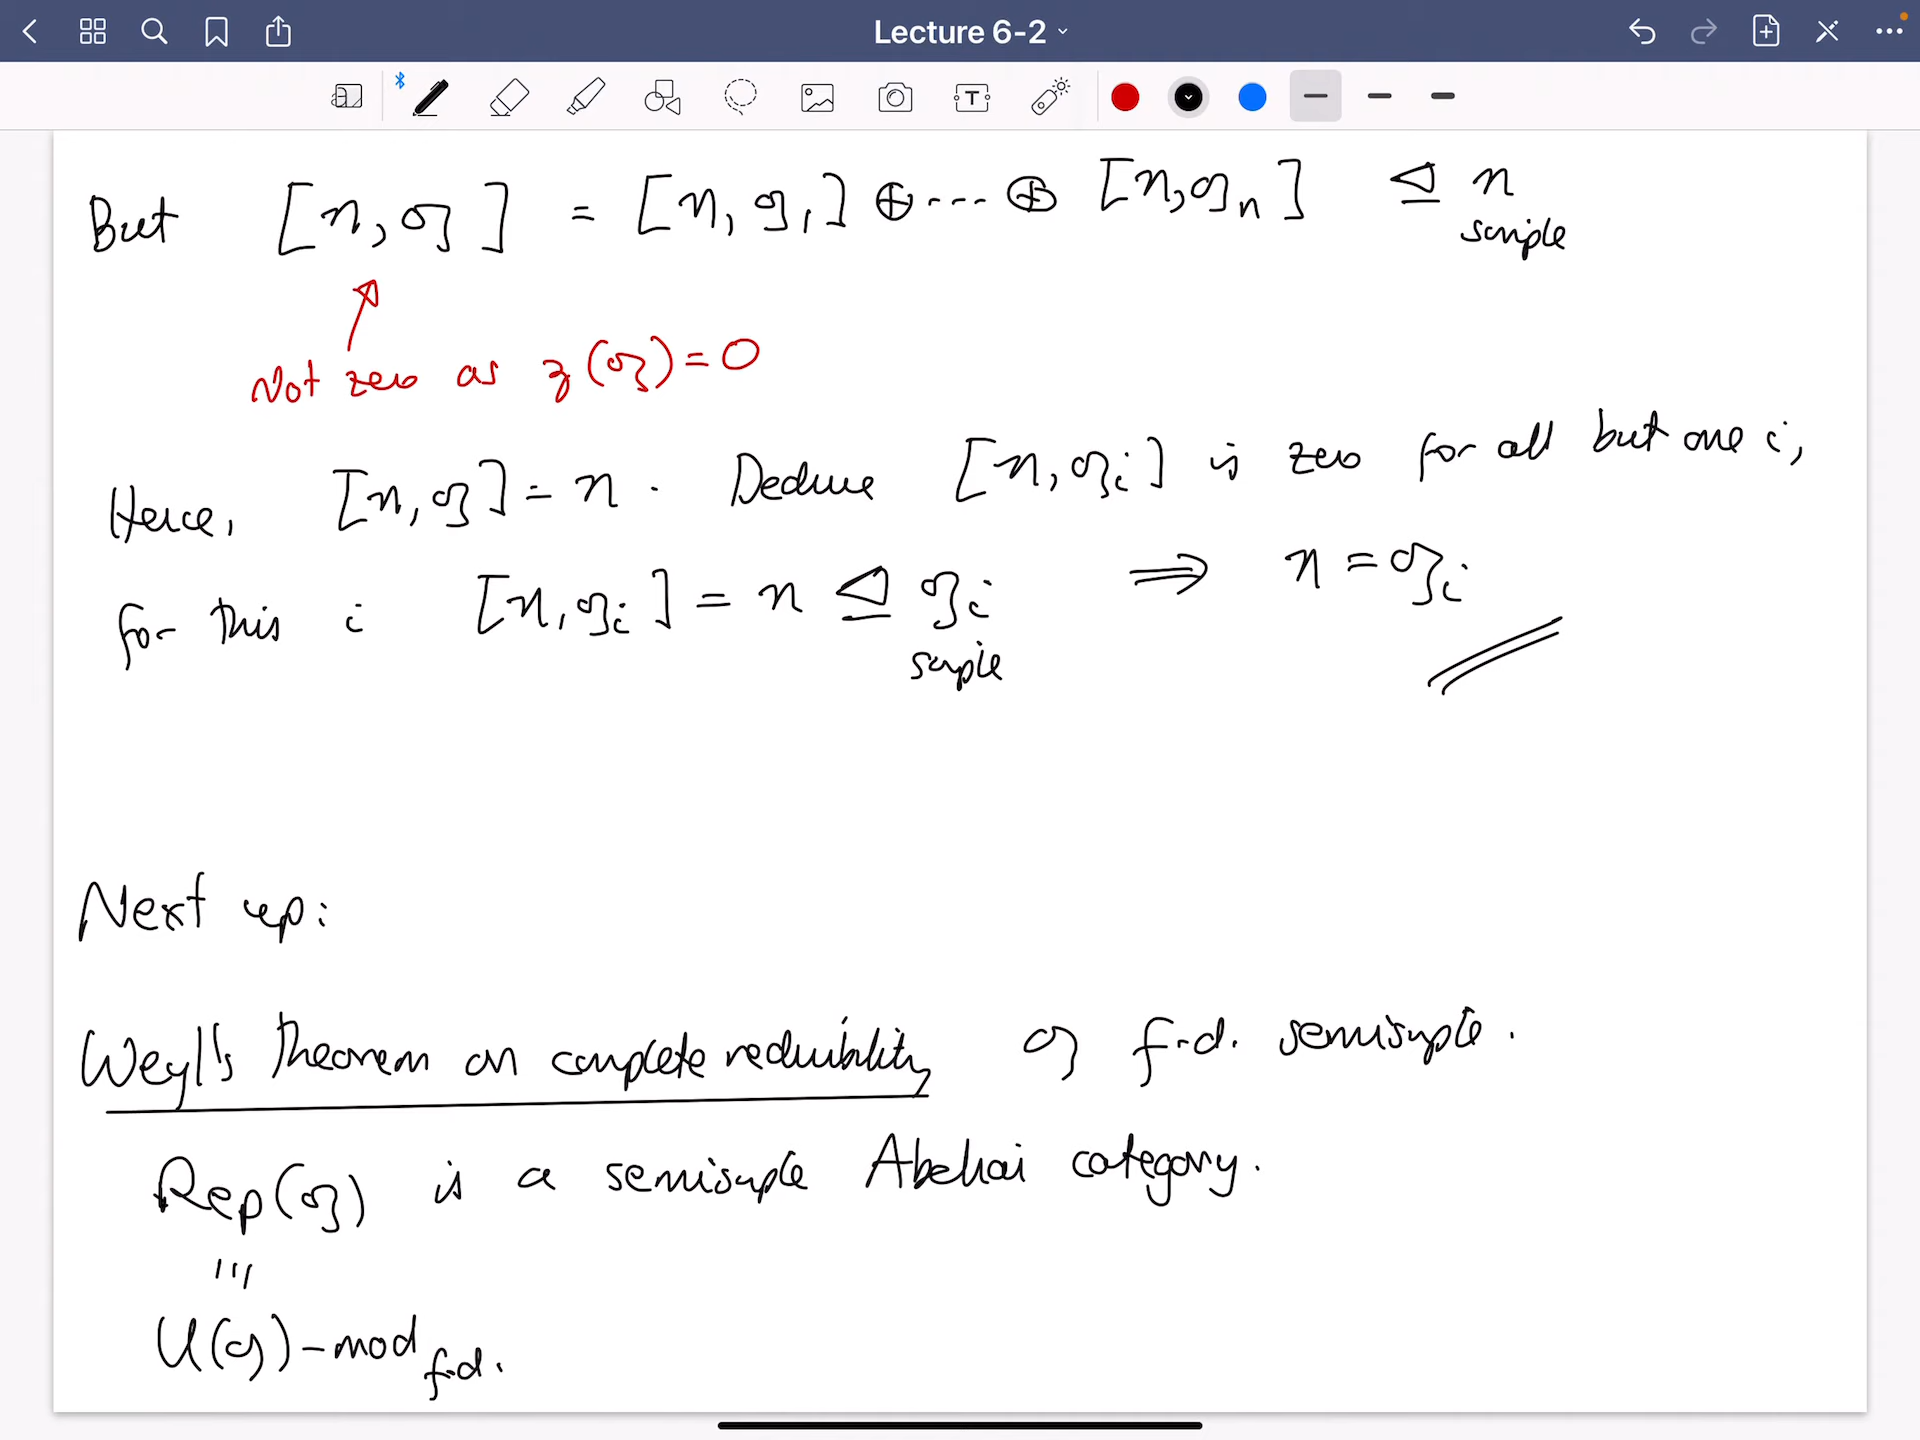 Lecture 6-2
But [𝔫, 𝔤] = [𝔫, 𝔤₁] ⊕ ⋯ ⊕ [𝔫, 𝔤ₙ] ⊴ 𝔫
simple
Not zero as 𝔷(𝔤) = 0
Hence, [𝔫, 𝔤] = 𝔫. Deduce [𝔫, 𝔤ᵢ] is zero for all but one i,
for this i [𝔫, 𝔤ᵢ] = 𝔫 ⊴ 𝔤ᵢ ⟹ 𝔫 = 𝔤ᵢ
simple
Next up:
Weyl's theorem on complete reducibility 𝔤 f.d. semisimple.
Rep(𝔤) is a semisimple Abelian category.
|||
U(𝔤)-mod f.d.